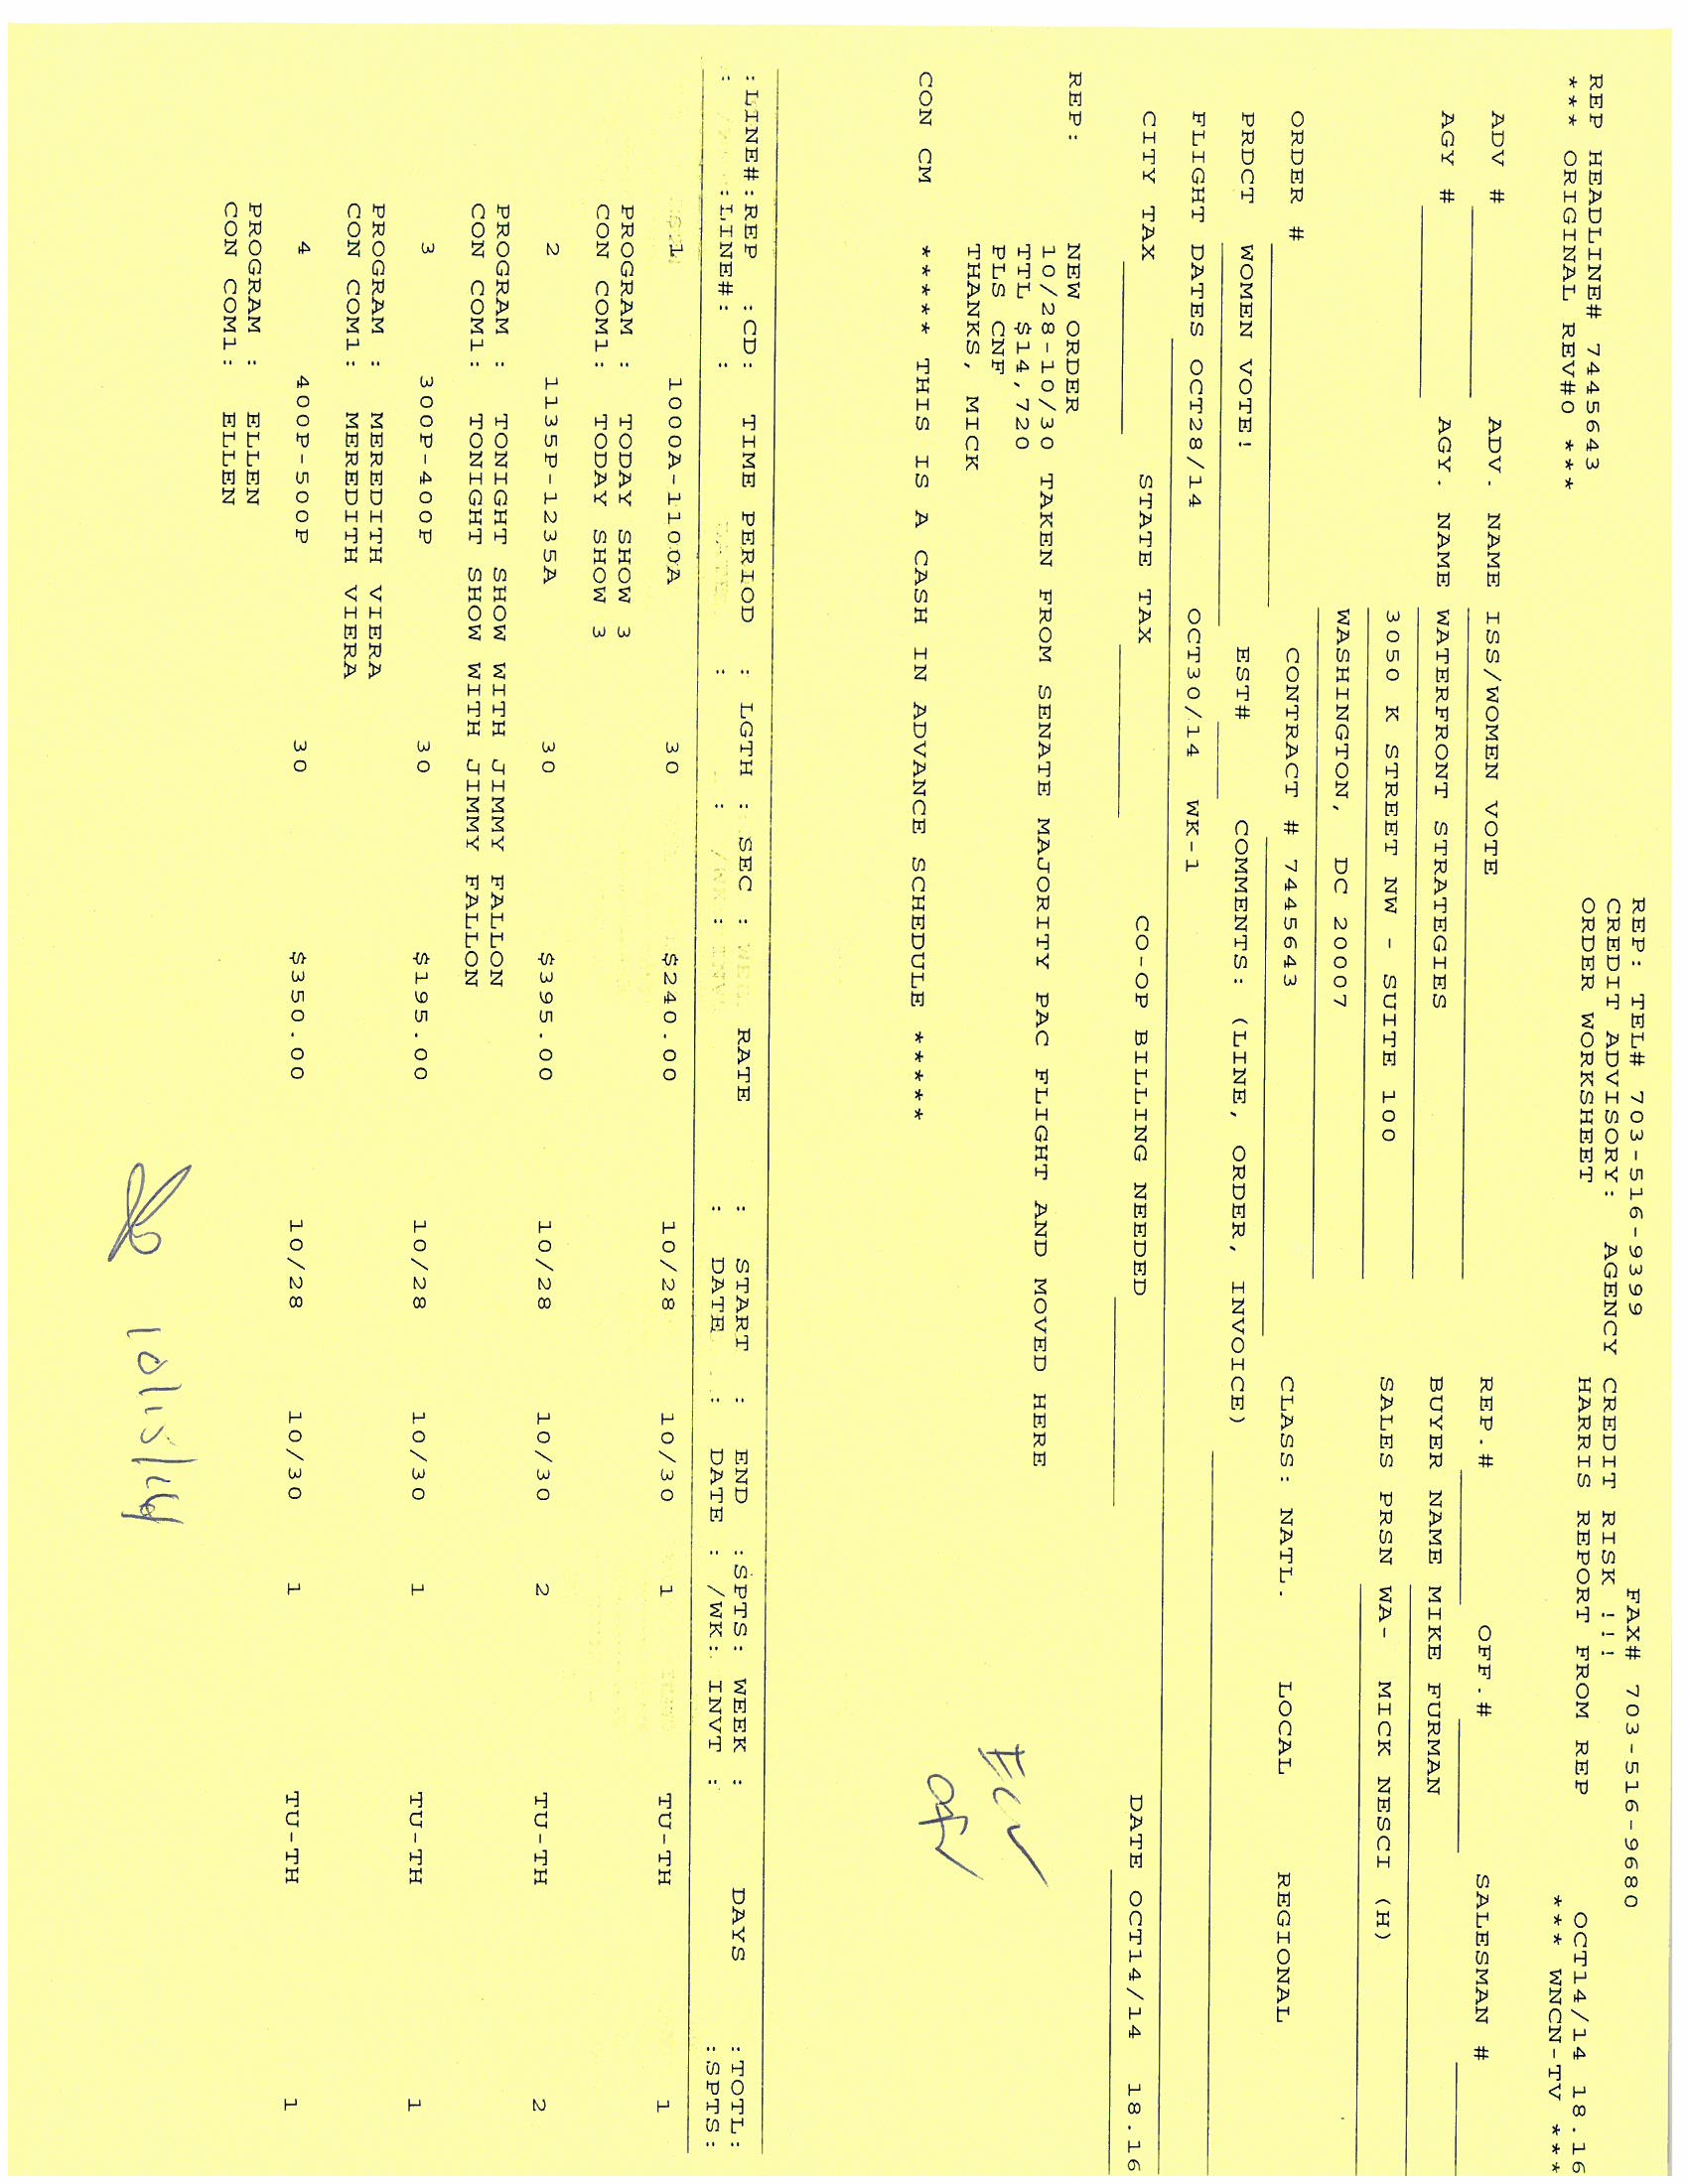 REP: TEL# 703-516-9399 FAX# 703-516-9680
CREDIT ADVISORY: AGENCY CREDIT RISK !!!
REP HEADLINE# 7445643 ORDER WORKSHEET HARRIS REPORT FROM REP OCT14/14 18.16
*** ORIGINAL REV#0 *** *** WNCN-TV ***
ADV # ADV. NAME ISS/WOMEN VOTE REP.# OFF.# SALESMAN #
AGY # AGY. NAME WATERFRONT STRATEGIES BUYER NAME MIKE FURMAN
3050 K STREET NW - SUITE 100 SALES PRSN WA- MICK NESCI (H)
WASHINGTON, DC 20007
ORDER # CONTRACT # 7445643 CLASS: NATL. LOCAL REGIONAL
PRDCT WOMEN VOTE! EST# COMMENTS: (LINE, ORDER, INVOICE)
FLIGHT DATES OCT28/14 OCT30/14 WK-1
CITY TAX STATE TAX CO-OP BILLING NEEDED DATE OCT14/14 18.16
REP: NEW ORDER
10/28-10/30 TAKEN FROM SENATE MAJORITY PAC FLIGHT AND MOVED HERE
TTL $14,720
PLS CNF
THANKS, MICK
CON CM ***** THIS IS A CASH IN ADVANCE SCHEDULE *****
:LINE#:REP :CD: TIME PERIOD : LGTH : SEC : RATE : START : END :SPTS: WEEK : DAYS :TOTL:
: :LINE#: : : : : : DATE : DATE : /WK: INVT : :SPTS:
1 1000A-1100A 30 $240.00 10/28 10/30 1 TU-TH 1
PROGRAM : TODAY SHOW 3
CON COM1: TODAY SHOW 3
2 1135P-1235A 30 $395.00 10/28 10/30 2 TU-TH 2
PROGRAM : TONIGHT SHOW WITH JIMMY FALLON
CON COM1: TONIGHT SHOW WITH JIMMY FALLON
3 300P-400P 30 $195.00 10/28 10/30 1 TU-TH 1
PROGRAM : MEREDITH VIERA
CON COM1: MEREDITH VIERA
4 400P-500P 30 $350.00 10/28 10/30 1 TU-TH 1
PROGRAM : ELLEN
CON COM1: ELLEN
10/15/14